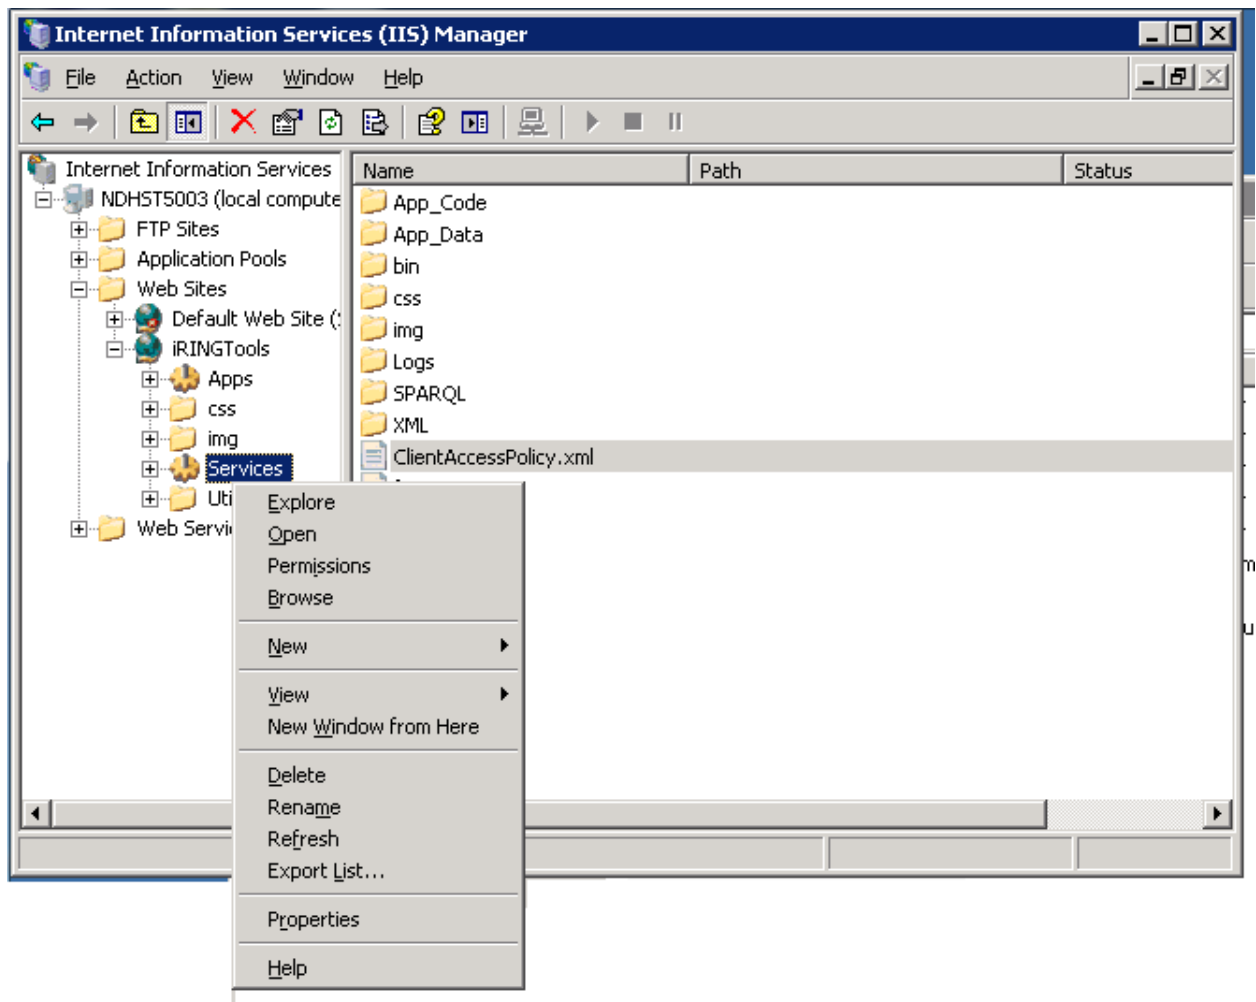 Internet Information Services (IIS) Manager
File Action View Window Help
Internet Information Services
NDHST5003 (local compute
FTP Sites
Application Pools
Web Sites
Default Web Site (
iRINGTools
Apps
css
img
Services
Uti
Web Servi
Name Path Status
App_Code
App_Data
bin
css
img
Logs
SPARQL
XML
ClientAccessPolicy.xml
Explore
Open
Permissions
Browse
New
View
New Window from Here
Delete
Rename
Refresh
Export List...
Properties
Help